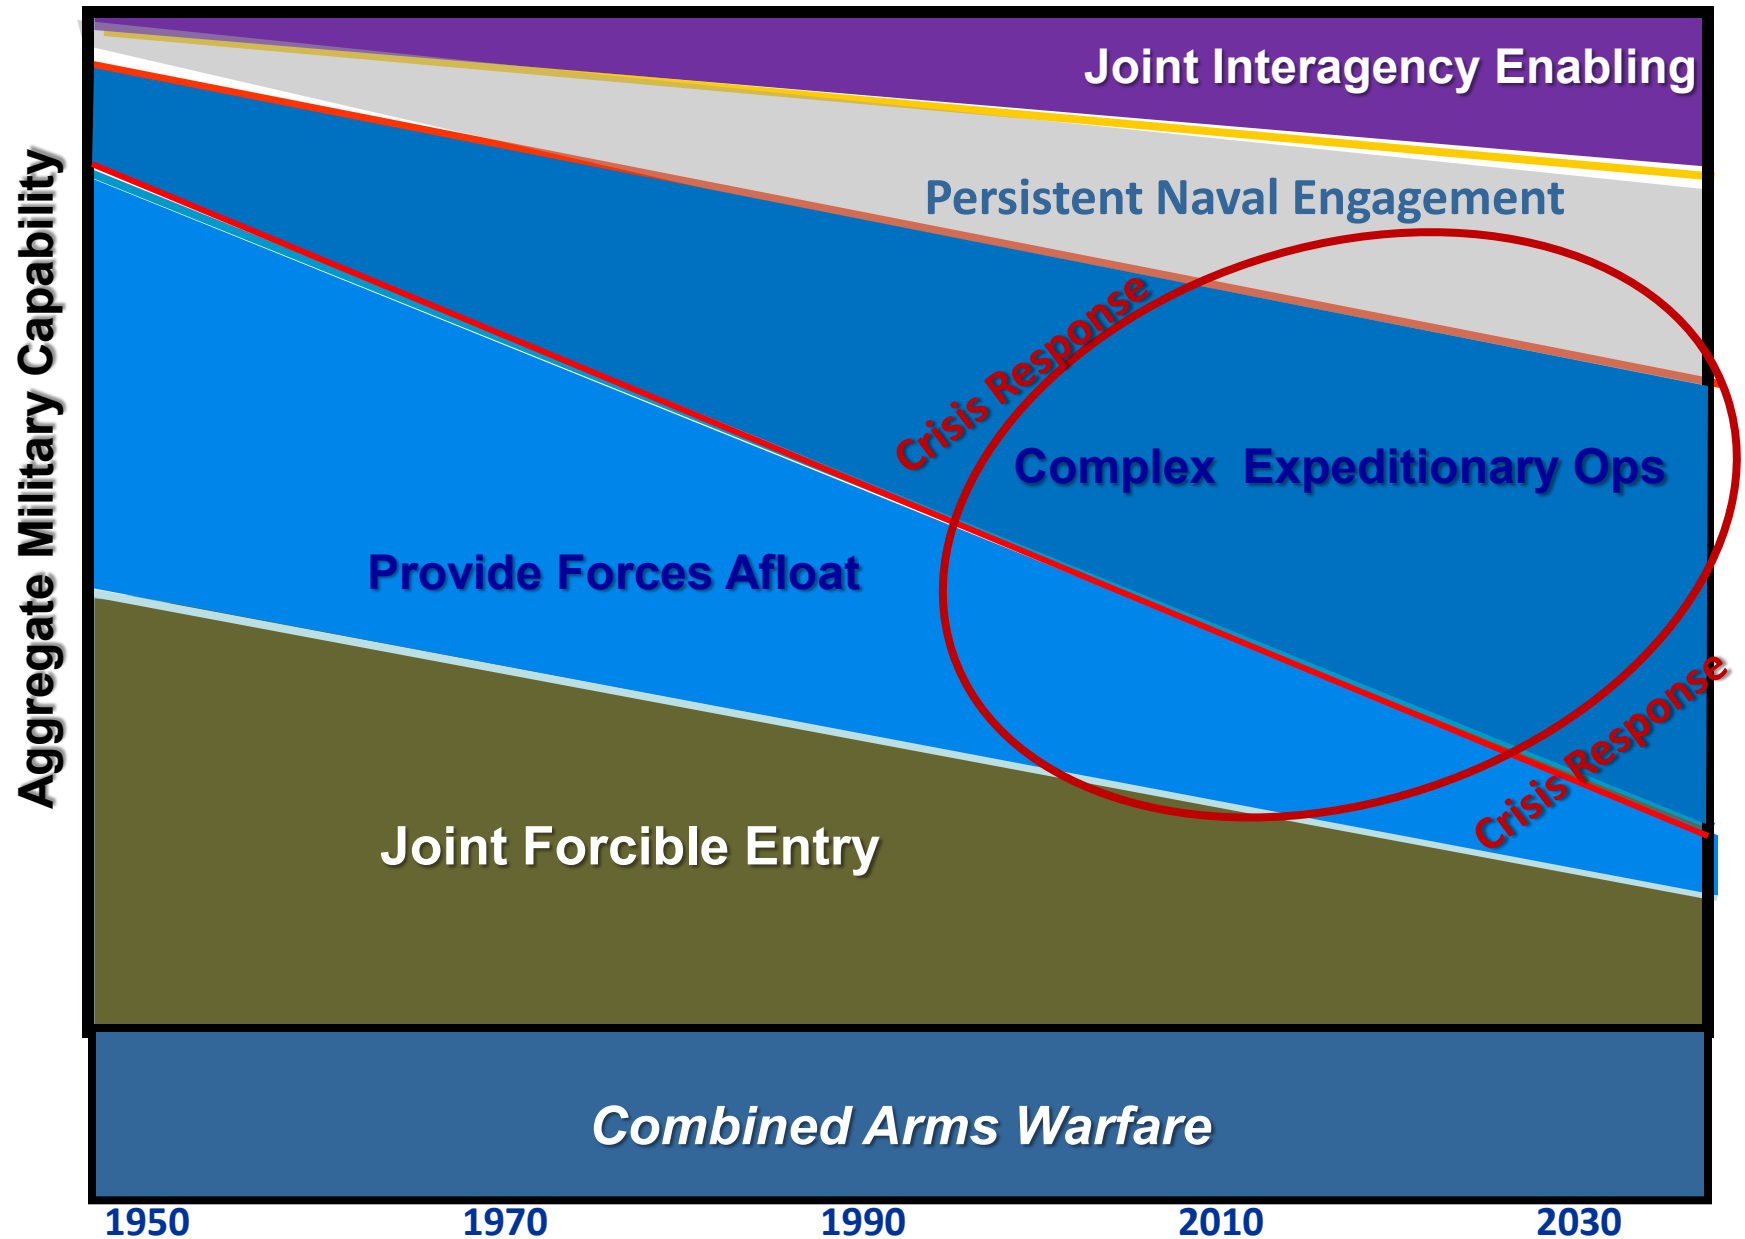 Joint Interagency Enabling
Persistent Naval Engagement
Crisis Response
Complex  Expeditionary Ops
Provide Forces Afloat
Crisis Response
Joint Forcible Entry
Combined Arms Warfare
Aggregate Military Capability
1950 1970 1990 2010 2030